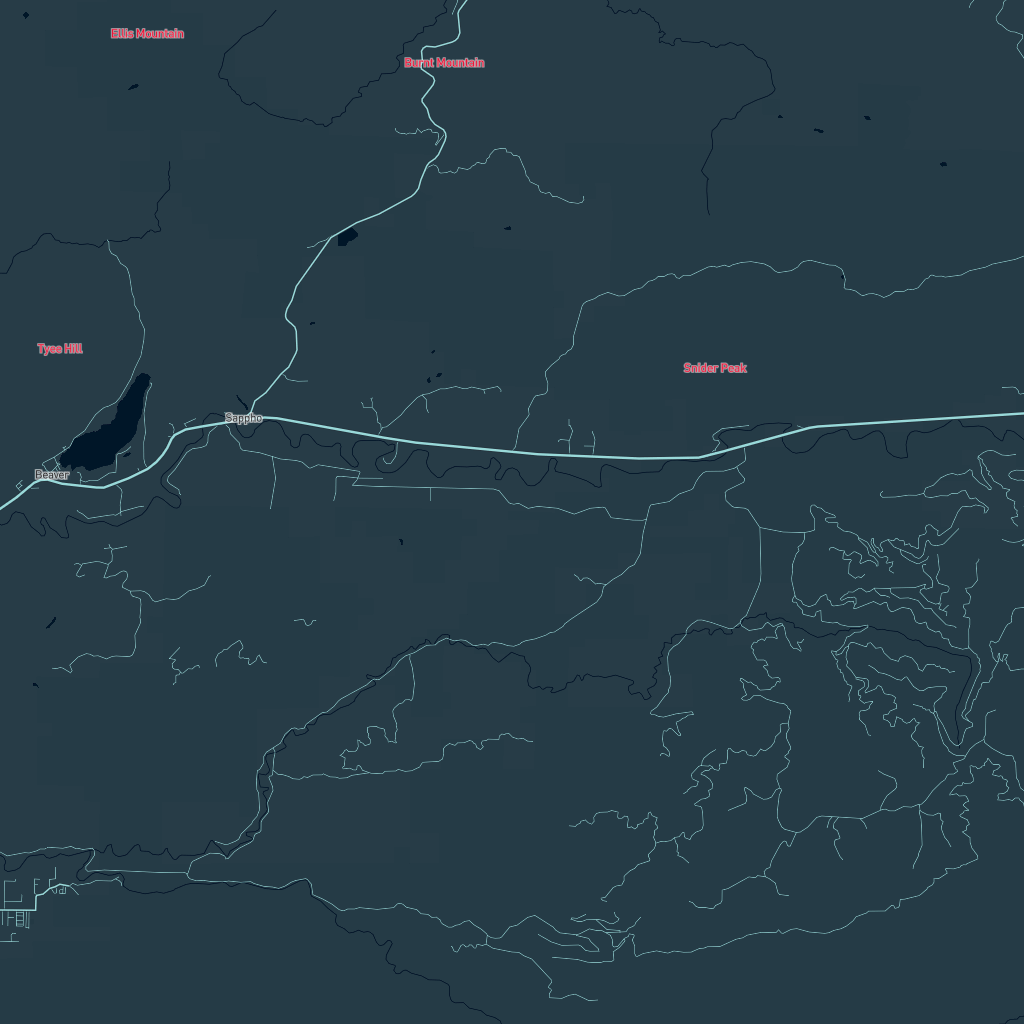 Ellis Mountain
Burnt Mountain
Tyee Hill
Snider Peak
Sappho
Beaver